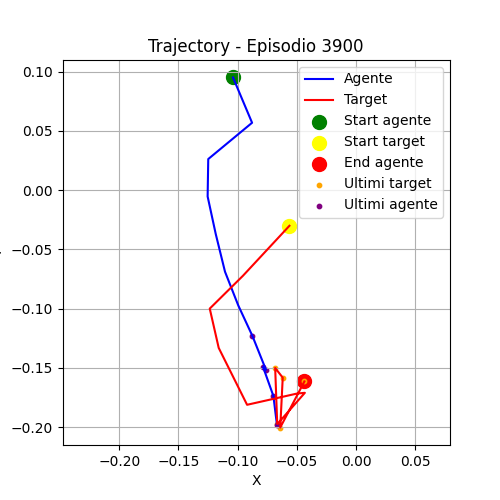 Trajectory - Episodio 3900
Agente
Target
Start agente
Start target
End agente
Ultimi target
Ultimi agente
0.10
0.05
0.00
−0.05
−0.10
−0.15
−0.20
−0.20 −0.15 −0.10 −0.05 0.00 0.05
X